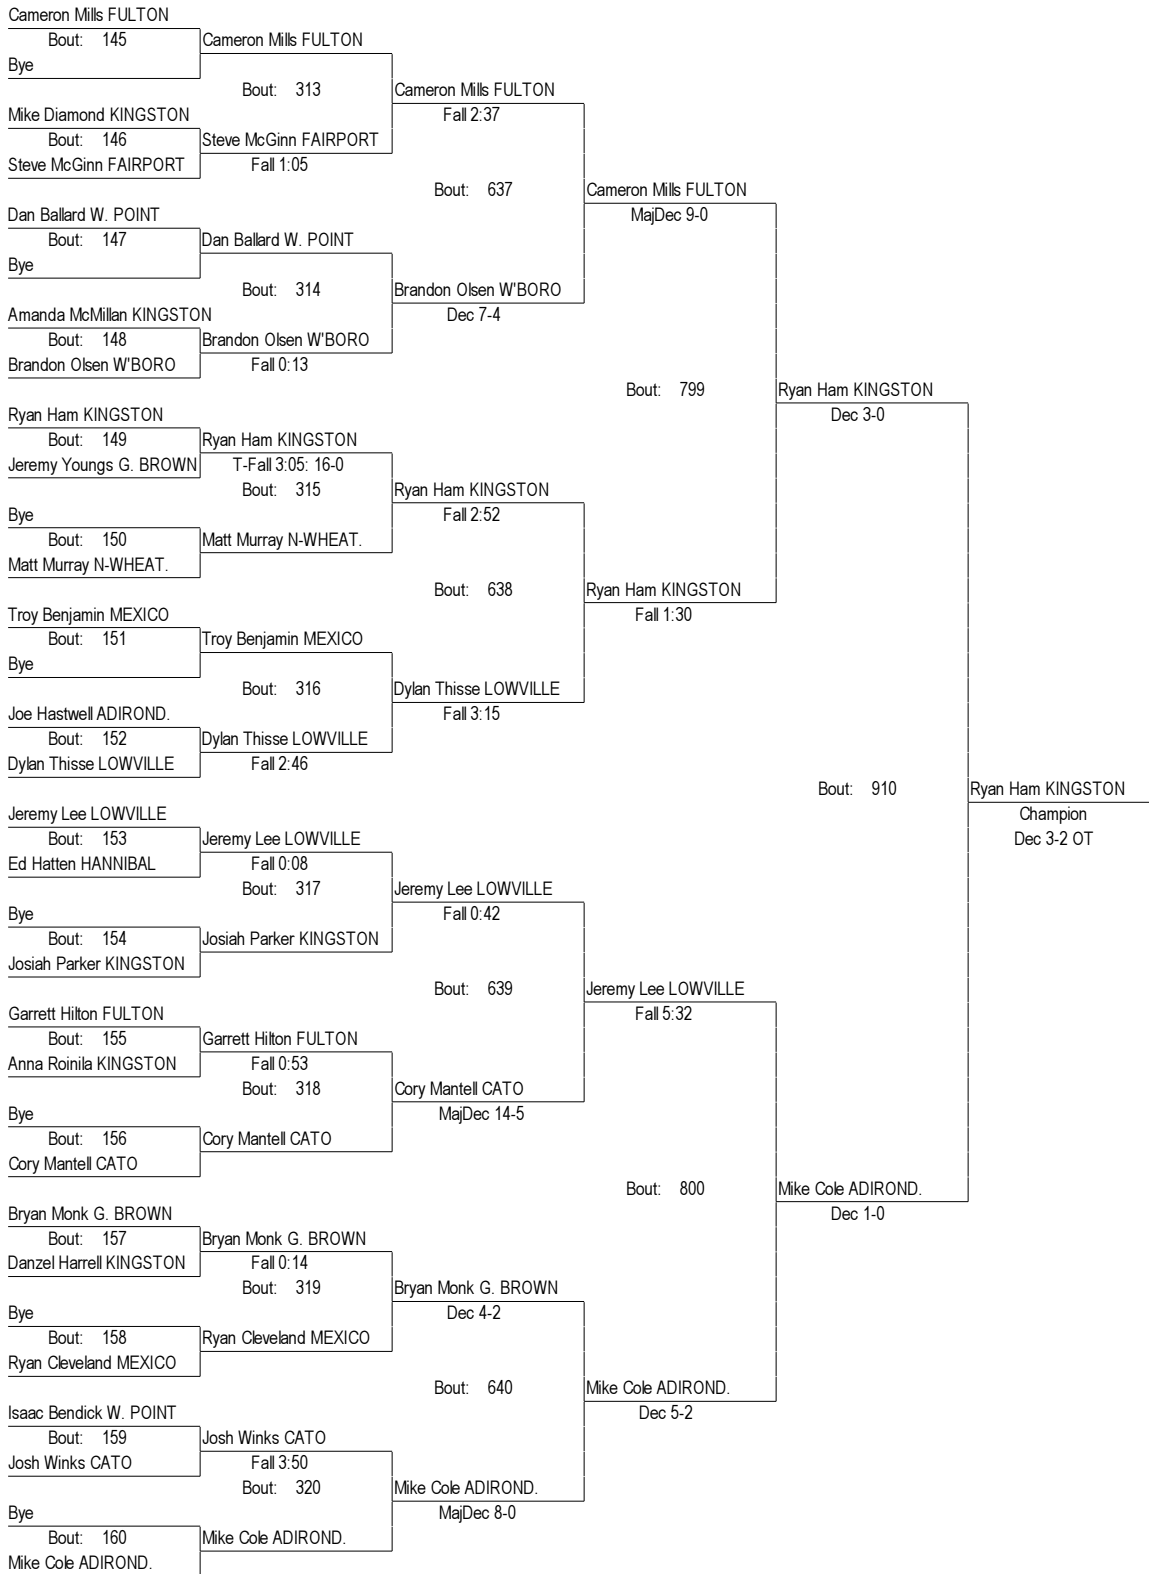 Cameron Mills FULTON
Bout: 145
Cameron Mills FULTON
Bye
Bout: 313
Cameron Mills FULTON
Mike Diamond KINGSTON
Fall 2:37
Bout: 146
Steve McGinn FAIRPORT
Steve McGinn FAIRPORT
Fall 1:05
Bout: 637
Cameron Mills FULTON
Dan Ballard W. POINT
MajDec 9-0
Bout: 147
Dan Ballard W. POINT
Bye
Bout: 314
Brandon Olsen W'BORO
Amanda McMillan KINGSTON
Dec 7-4
Bout: 148
Brandon Olsen W'BORO
Brandon Olsen W'BORO
Fall 0:13
Bout: 799
Ryan Ham KINGSTON
Ryan Ham KINGSTON
Dec 3-0
Bout: 149
Ryan Ham KINGSTON
Jeremy Youngs G. BROWN
T-Fall 3:05: 16-0
Bout: 315
Ryan Ham KINGSTON
Bye
Fall 2:52
Bout: 150
Matt Murray N-WHEAT.
Matt Murray N-WHEAT.
Bout: 638
Ryan Ham KINGSTON
Troy Benjamin MEXICO
Fall 1:30
Bout: 151
Troy Benjamin MEXICO
Bye
Bout: 316
Dylan Thisse LOWVILLE
Joe Hastwell ADIROND.
Fall 3:15
Bout: 152
Dylan Thisse LOWVILLE
Dylan Thisse LOWVILLE
Fall 2:46
Bout: 910
Ryan Ham KINGSTON
Jeremy Lee LOWVILLE
Champion
Bout: 153
Jeremy Lee LOWVILLE
Dec 3-2 OT
Ed Hatten HANNIBAL
Fall 0:08
Bout: 317
Jeremy Lee LOWVILLE
Bye
Fall 0:42
Bout: 154
Josiah Parker KINGSTON
Josiah Parker KINGSTON
Bout: 639
Jeremy Lee LOWVILLE
Garrett Hilton FULTON
Fall 5:32
Bout: 155
Garrett Hilton FULTON
Anna Roinila KINGSTON
Fall 0:53
Bout: 318
Cory Mantell CATO
Bye
MajDec 14-5
Bout: 156
Cory Mantell CATO
Cory Mantell CATO
Bout: 800
Mike Cole ADIROND.
Bryan Monk G. BROWN
Dec 1-0
Bout: 157
Bryan Monk G. BROWN
Danzel Harrell KINGSTON
Fall 0:14
Bout: 319
Bryan Monk G. BROWN
Bye
Dec 4-2
Bout: 158
Ryan Cleveland MEXICO
Ryan Cleveland MEXICO
Bout: 640
Mike Cole ADIROND.
Isaac Bendick W. POINT
Dec 5-2
Bout: 159
Josh Winks CATO
Josh Winks CATO
Fall 3:50
Bout: 320
Mike Cole ADIROND.
Bye
MajDec 8-0
Bout: 160
Mike Cole ADIROND.
Mike Cole ADIROND.